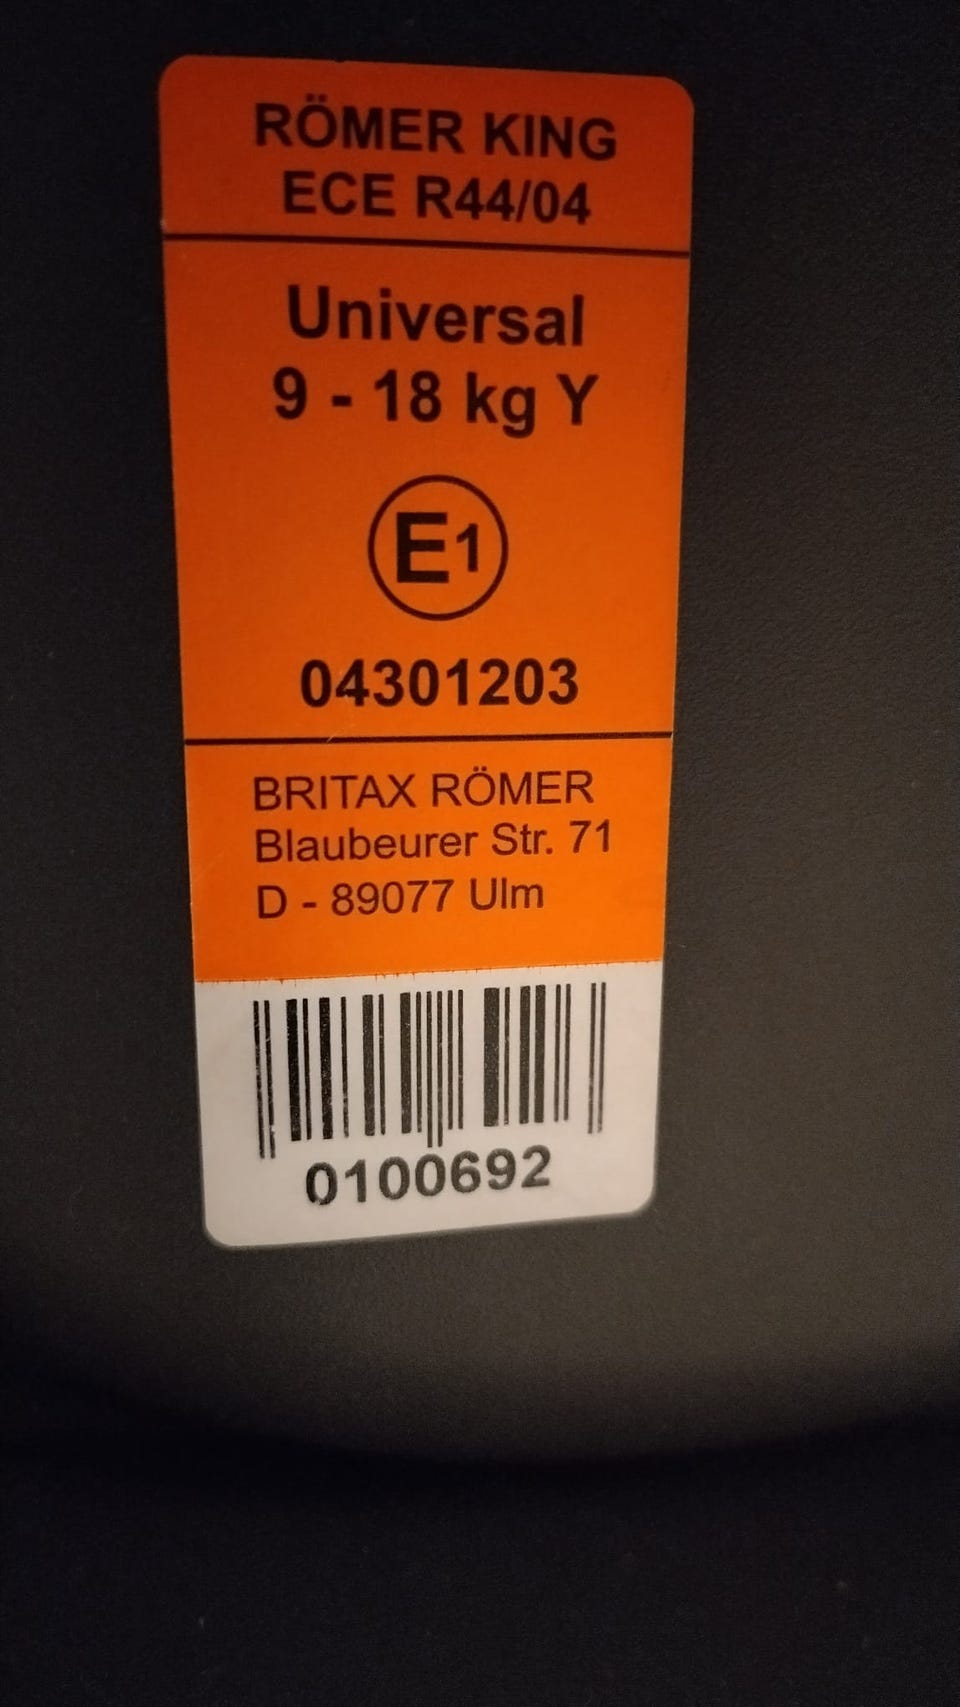 RÖMER KING
ECE R44/04
Universal
9 - 18 kg Y
E1
04301203
BRITAX RÖMER
Blaubeurer Str. 71
D - 89077 Ulm
0100692